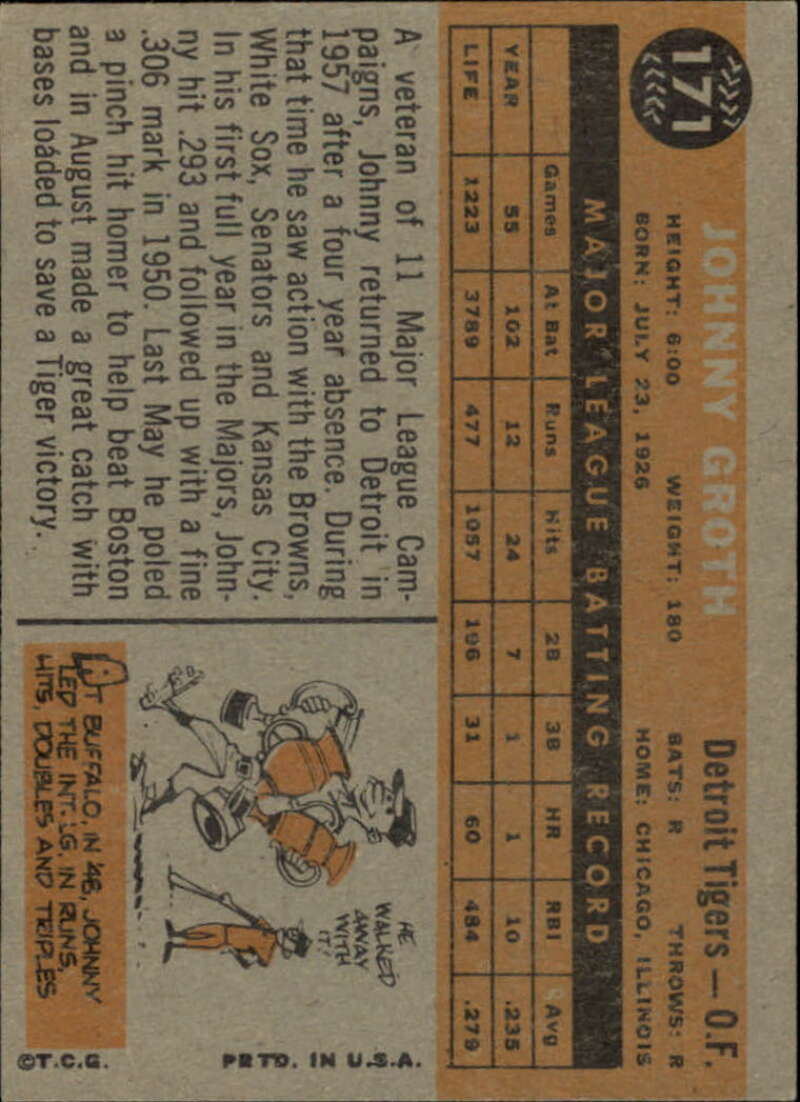 171
JOHNNY GROTH Detroit Tigers — O.F.
HEIGHT: 6:00 WEIGHT: 180 BATS: R THROWS: R
BORN: JULY 23, 1926 HOME: CHICAGO, ILLINOIS
MAJOR LEAGUE BATTING RECORD
Games At Bat Runs Hits 2B 3B HR RBI Avg
YEAR 55 102 12 24 7 1 1 10 .235
LIFE 1223 3789 477 1057 196 31 60 484 .279
A veteran of 11 Major League Cam-
paigns, Johnny returned to Detroit in
1957 after a four year absence. During
that time he saw action with the Browns,
White Sox, Senators and Kansas City.
In his first full year in the Majors, John-
ny hit .293 and followed up with a fine
.306 mark in 1950. Last May he poled
a pinch hit homer to help beat Boston
and in August made a great catch with
bases loaded to save a Tiger victory.
HE
WALKED
AWAY
WITH
IT!
AT BUFFALO, IN '48, JOHNNY
LED THE INT. LG. IN RUNS,
HITS, DOUBLES AND TRIPLES
©T.C.G. PRTD. IN U.S.A.